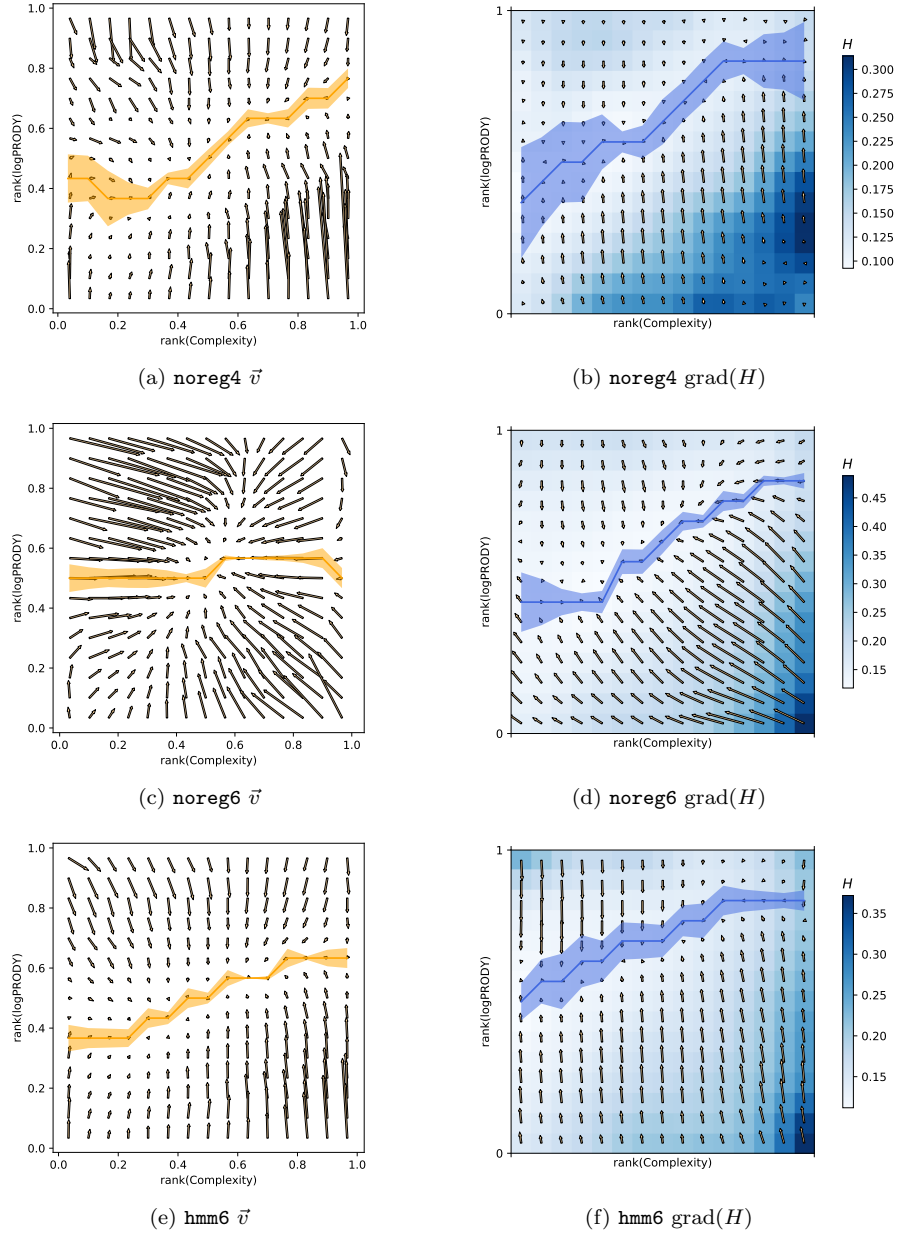 1.0
0.8
0.6
0.4
0.2
0.0
rank(logPRODY)
0.0 0.2 0.4 0.6 0.8 1.0
rank(Complexity)
(a) noreg4 v⃗
1
rank(logPRODY)
0
rank(Complexity)
H
0.300
0.275
0.250
0.225
0.200
0.175
0.150
0.125
0.100
(b) noreg4 grad(H)
1.0
0.8
0.6
0.4
0.2
0.0
rank(logPRODY)
0.0 0.2 0.4 0.6 0.8 1.0
rank(Complexity)
(c) noreg6 v⃗
1
rank(logPRODY)
0
rank(Complexity)
H
0.45
0.40
0.35
0.30
0.25
0.20
0.15
(d) noreg6 grad(H)
1.0
0.8
0.6
0.4
0.2
0.0
rank(logPRODY)
0.0 0.2 0.4 0.6 0.8 1.0
rank(Complexity)
(e) hmm6 v⃗
1
rank(logPRODY)
0
rank(Complexity)
H
0.35
0.30
0.25
0.20
0.15
(f) hmm6 grad(H)